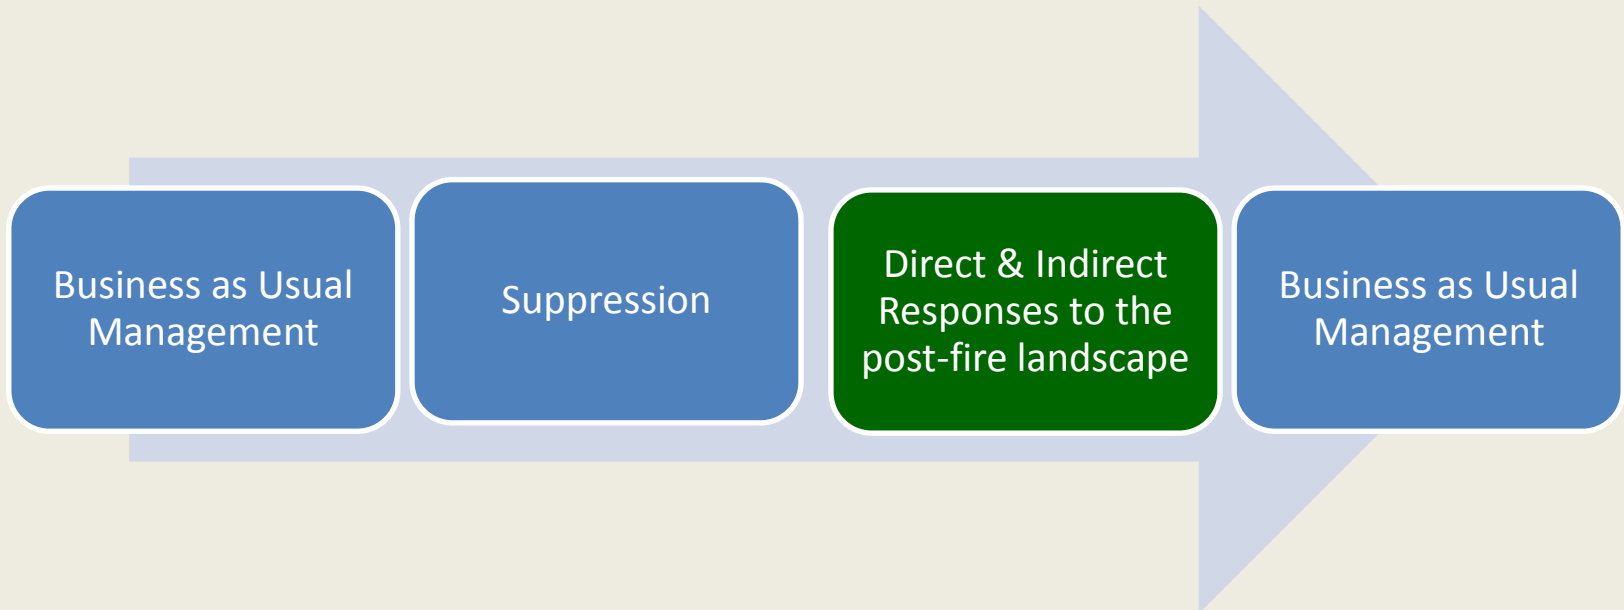 Business as Usual
Management
Suppression
Direct & Indirect
Responses to the
post-fire landscape
Business as Usual
Management